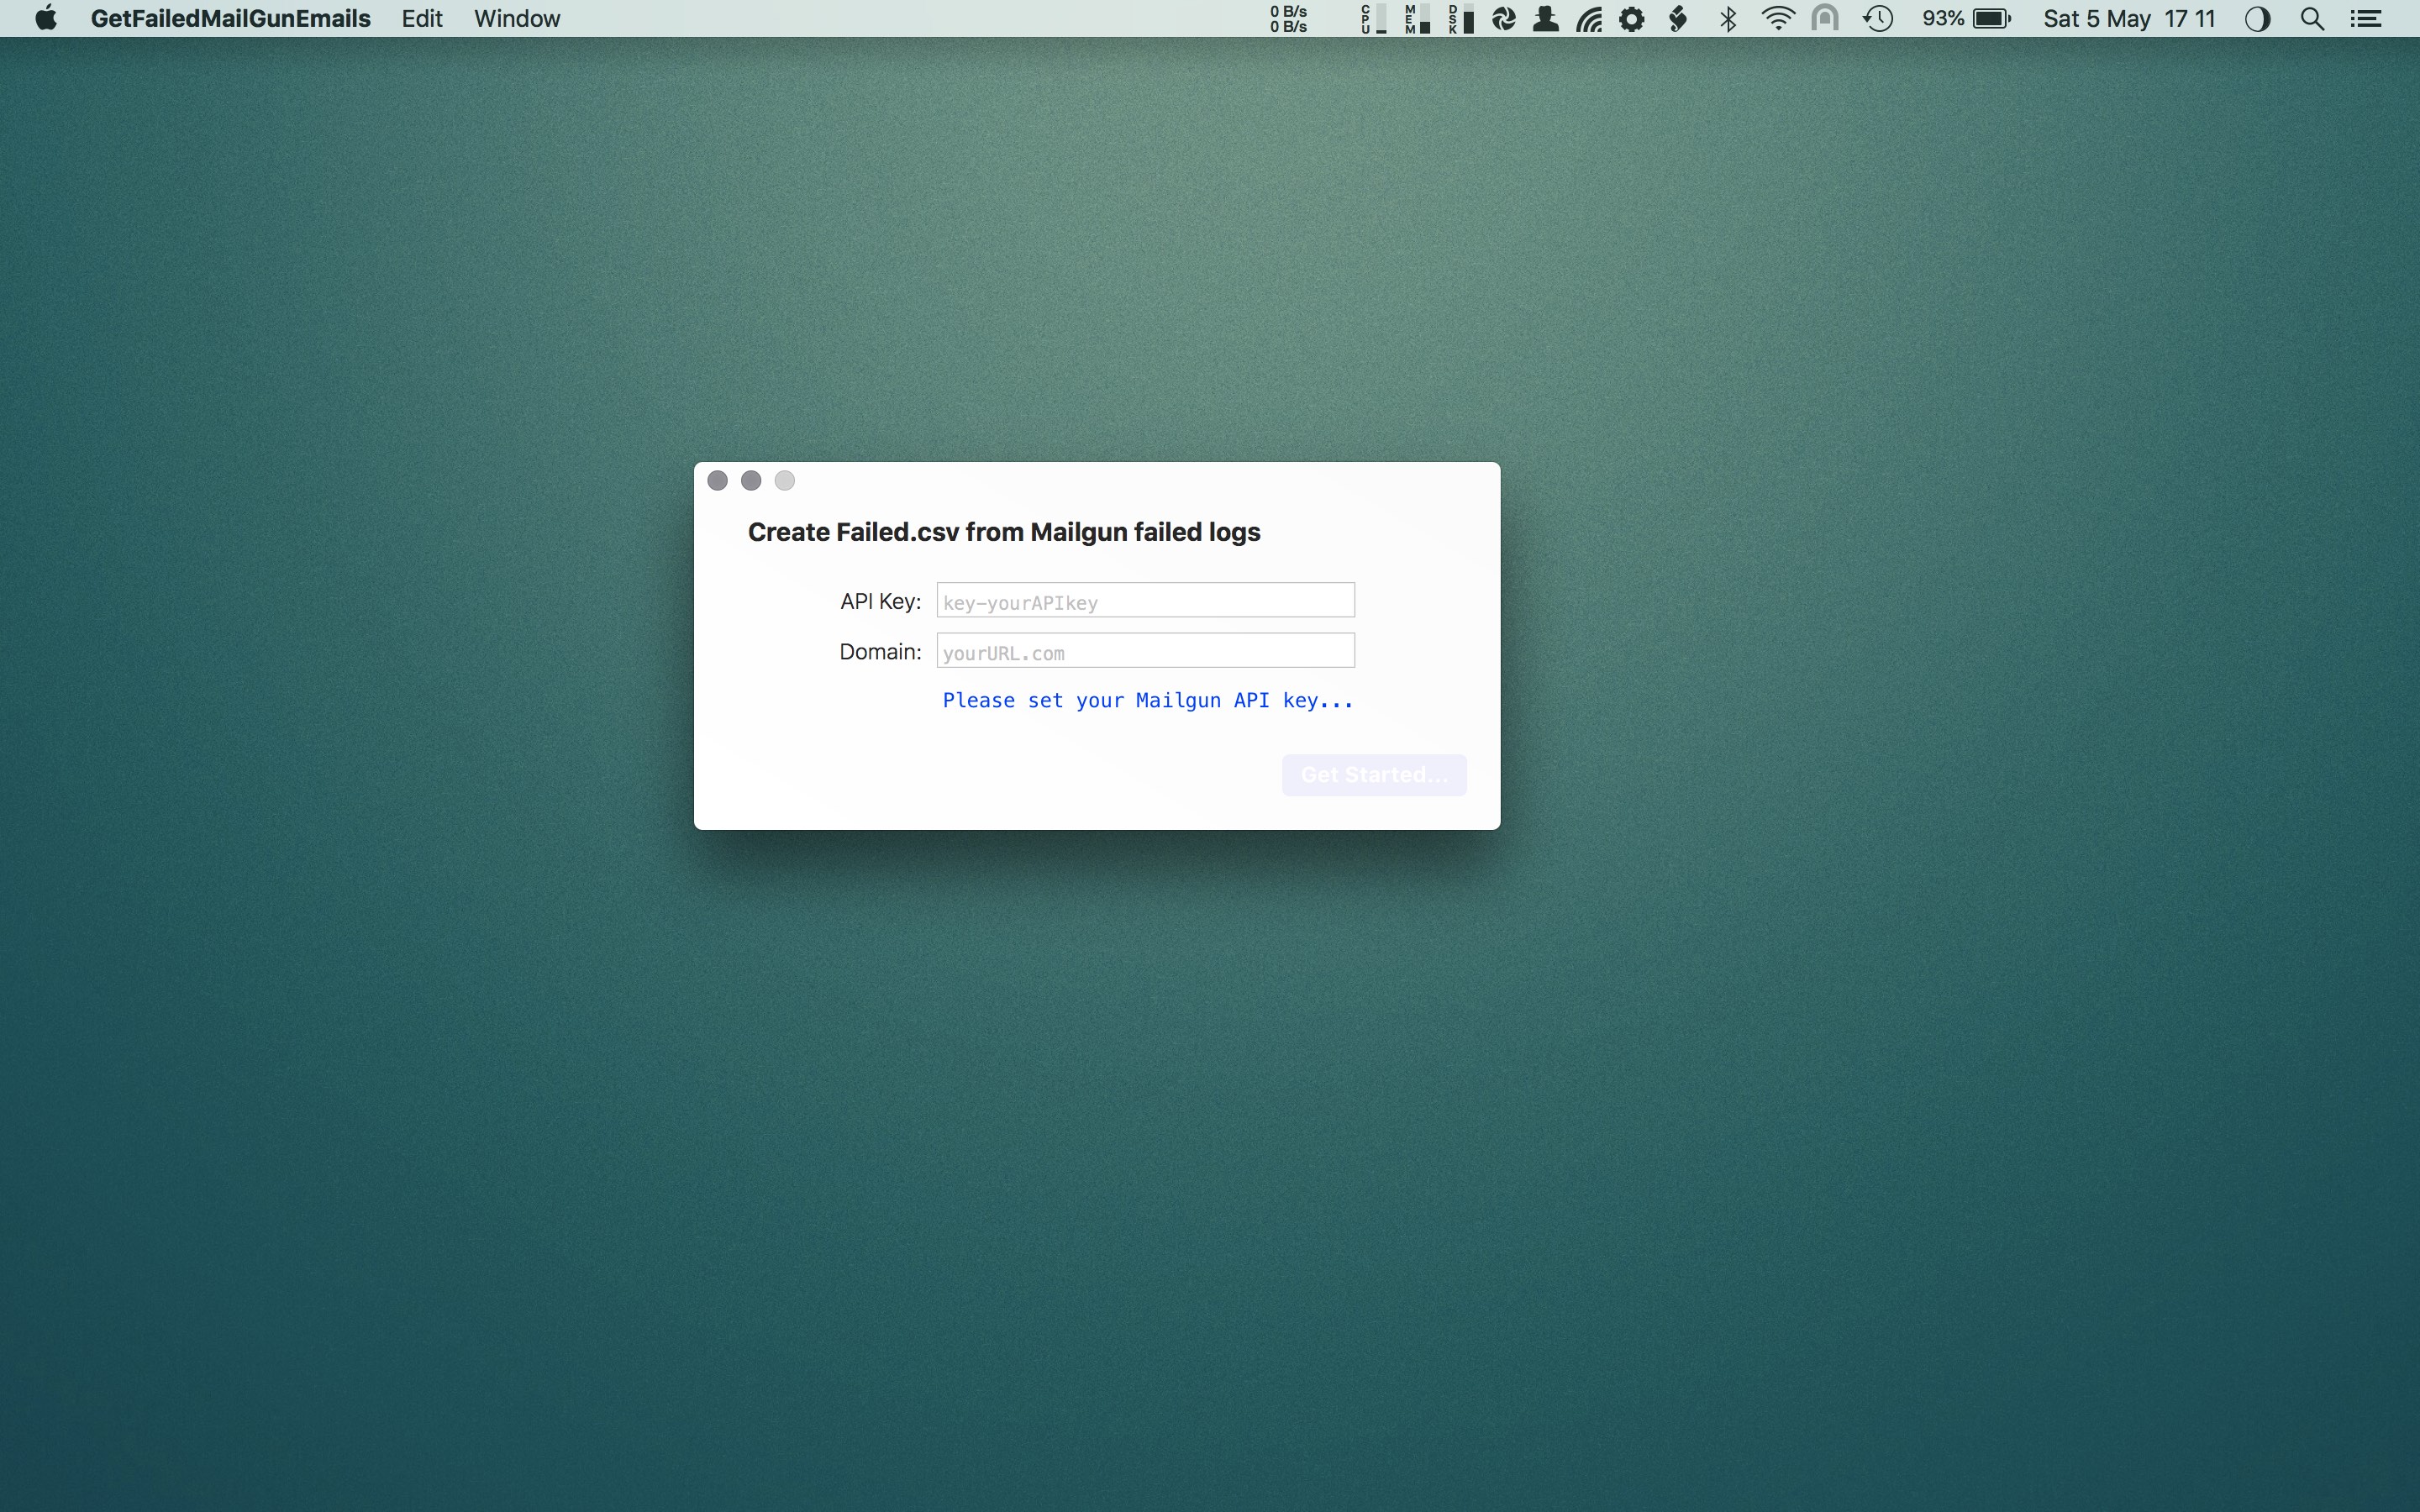 GetFailedMailGunEmails Edit Window 0 B/s 0 B/s CPU MEM DSK 93% Sat 5 May 17 11
Create Failed.csv from Mailgun failed logs
API Key: key-yourAPIkey
Domain: yourURL.com
Please set your Mailgun API key...
Get Started...